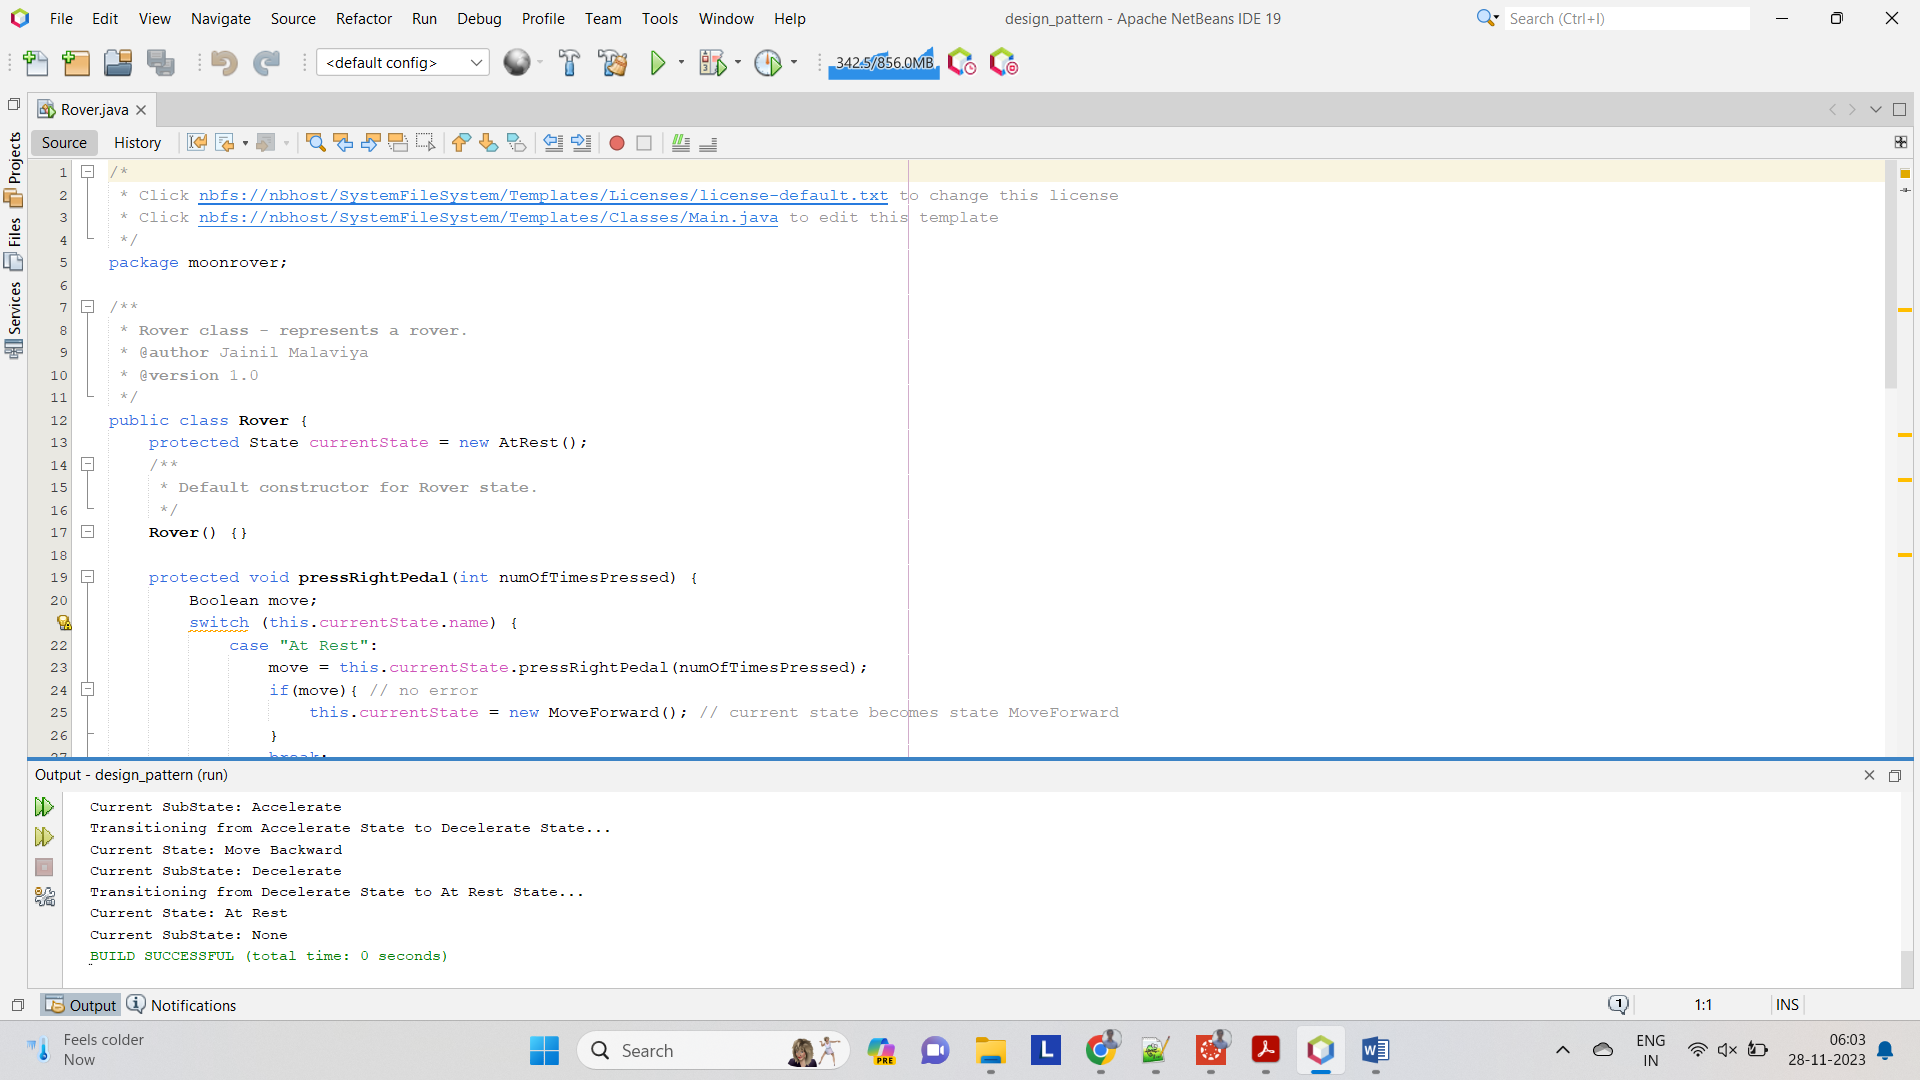 File Edit View Navigate Source Refactor Run Debug Profile Team Tools Window Help
design_pattern - Apache NetBeans IDE 19
Search (Ctrl+I)
<default config>
342.5/856.0MB
Rover.java
Source History
Projects
Files
Services
1 /*
2 * Click nbfs://nbhost/SystemFileSystem/Templates/Licenses/license-default.txt to change this license
3 * Click nbfs://nbhost/SystemFileSystem/Templates/Classes/Main.java to edit this template
4 */
5 package moonrover;
6
7 /**
8 * Rover class - represents a rover.
9 * @author Jainil Malaviya
10 * @version 1.0
11 */
12 public class Rover {
13 protected State currentState = new AtRest();
14 /**
15 * Default constructor for Rover state.
16 */
17 Rover() {}
18
19 protected void pressRightPedal(int numOfTimesPressed) {
20 Boolean move;
switch (this.currentState.name) {
22 case "At Rest":
23 move = this.currentState.pressRightPedal(numOfTimesPressed);
24 if(move){ // no error
25 this.currentState = new MoveForward(); // current state becomes state MoveForward
26 }
27 break;
Output - design_pattern (run)
Current SubState: Accelerate
Transitioning from Accelerate State to Decelerate State...
Current State: Move Backward
Current SubState: Decelerate
Transitioning from Decelerate State to At Rest State...
Current State: At Rest
Current SubState: None
BUILD SUCCESSFUL (total time: 0 seconds)
Output Notifications
1
1:1
INS
Feels colder
Now
Search
PRE
L
ENG
IN
06:03
28-11-2023